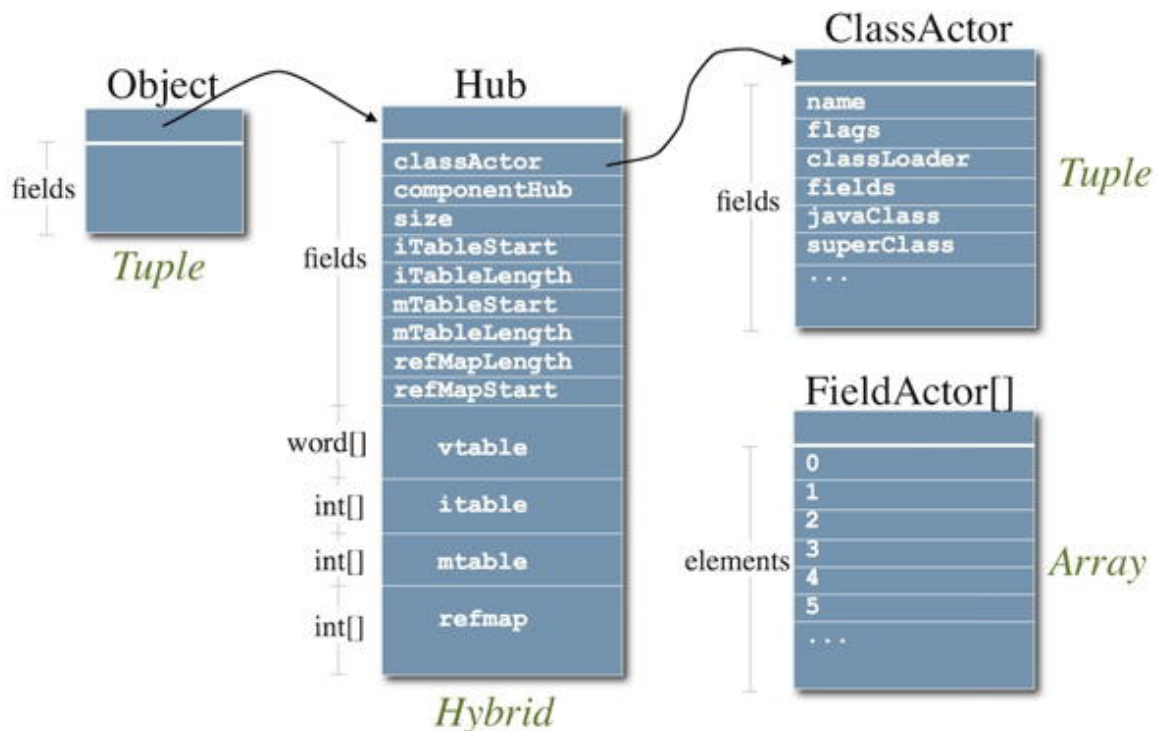 Object
fields
Tuple
Hub
classActor
componentHub
size
iTableStart
iTableLength
mTableStart
mTableLength
refMapLength
refMapStart
fields
word[]
vtable
int[]
itable
int[]
mtable
int[]
refmap
Hybrid
ClassActor
name
flags
classLoader
fields
javaClass
superClass
...
fields
Tuple
FieldActor[]
0
1
2
3
4
5
...
elements
Array